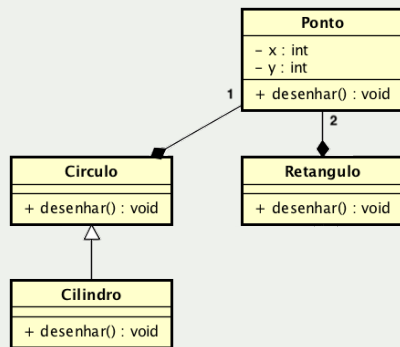 Ponto
- x : int
- y : int
+ desenhar() : void
1
2
Circulo
+ desenhar() : void
Retangulo
+ desenhar() : void
Cilindro
+ desenhar() : void